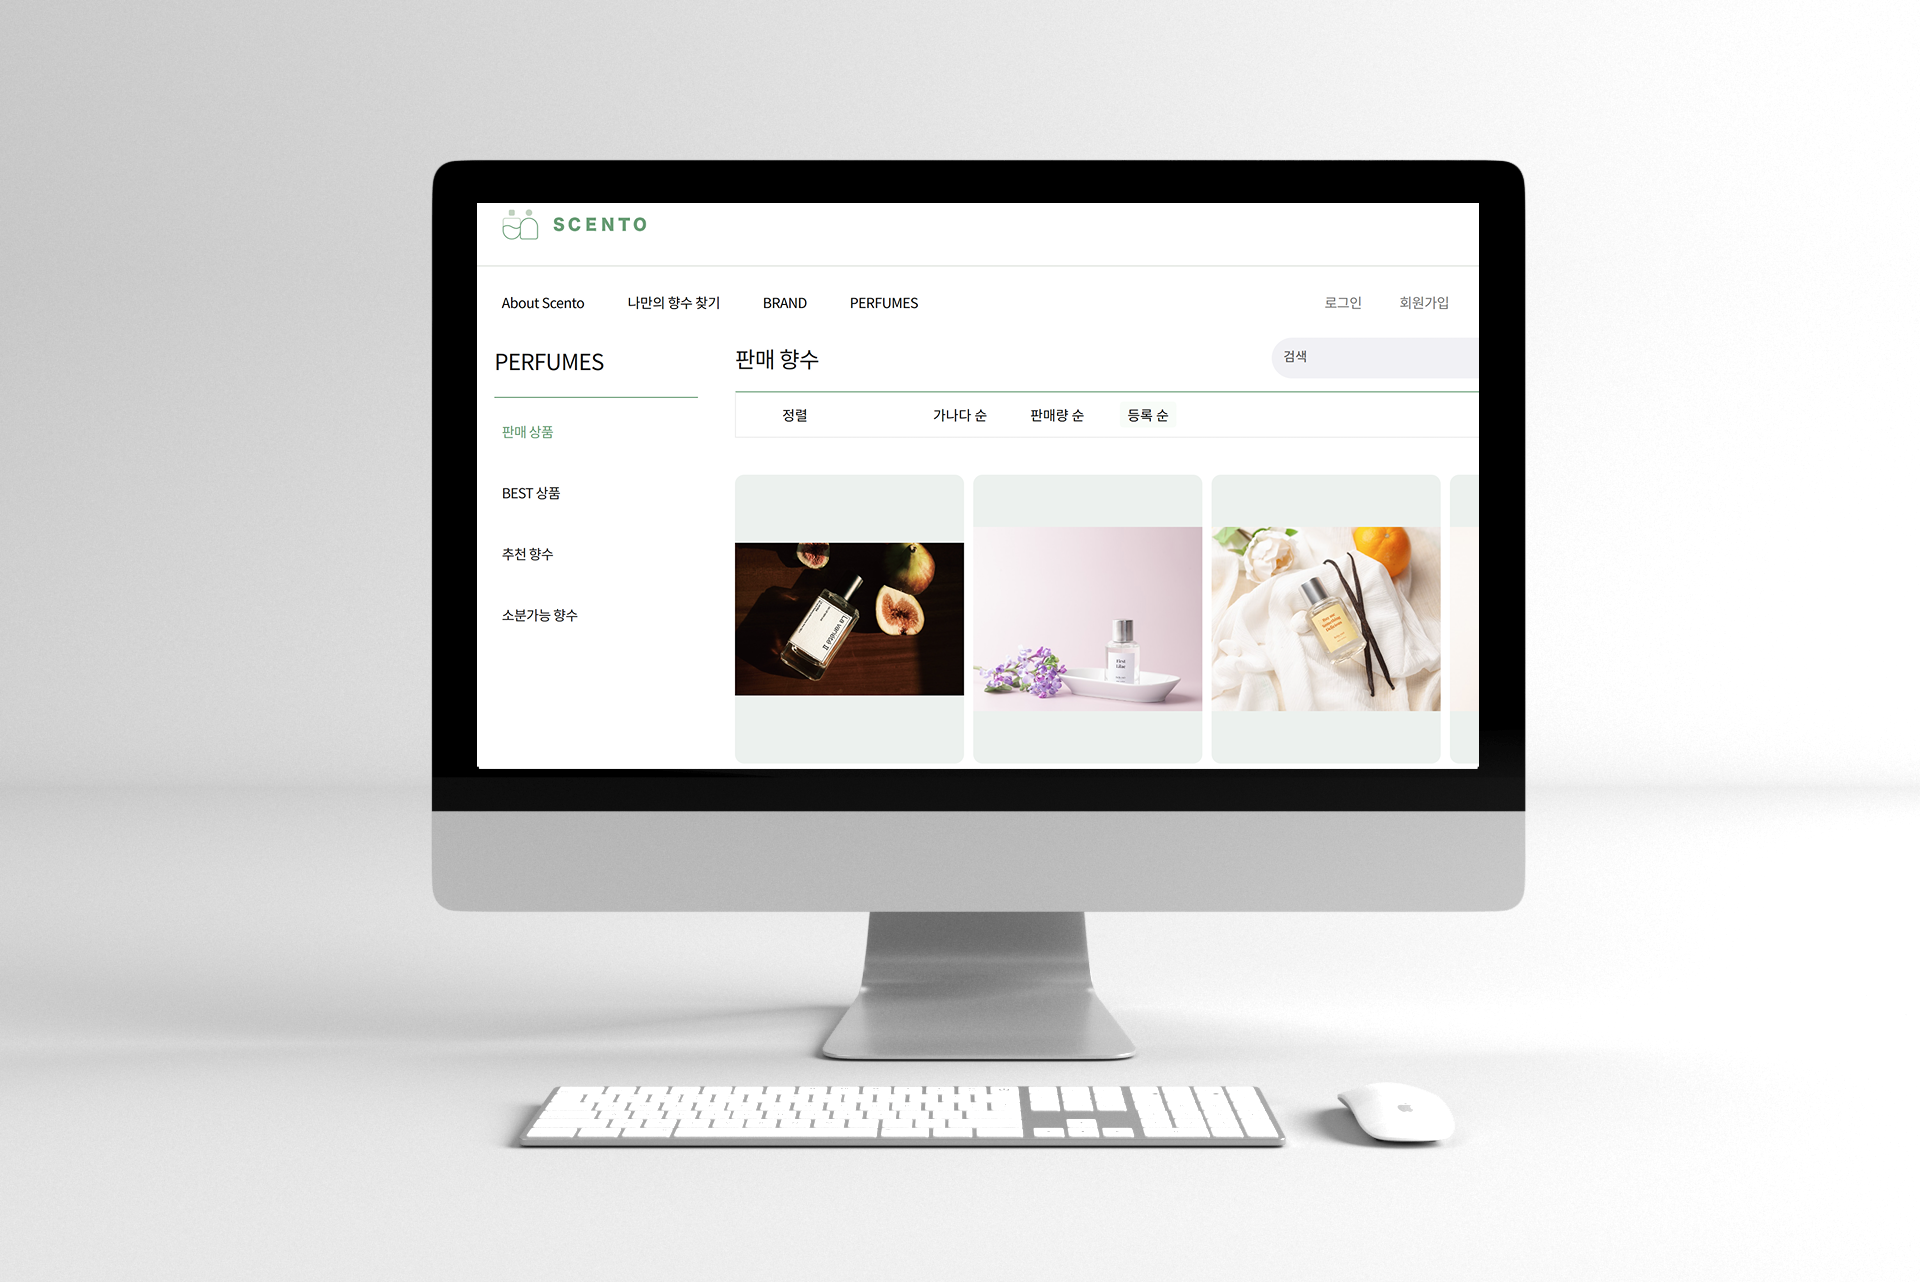 SCENTO
About Scento 나만의 향수 찾기 BRAND PERFUMES 로그인 회원가입
PERFUMES
판매 상품
BEST 상품
추천 향수
소분가능 향수
판매 향수
검색
정렬 가나다 순 판매량 순 등록 순
First
Lilac